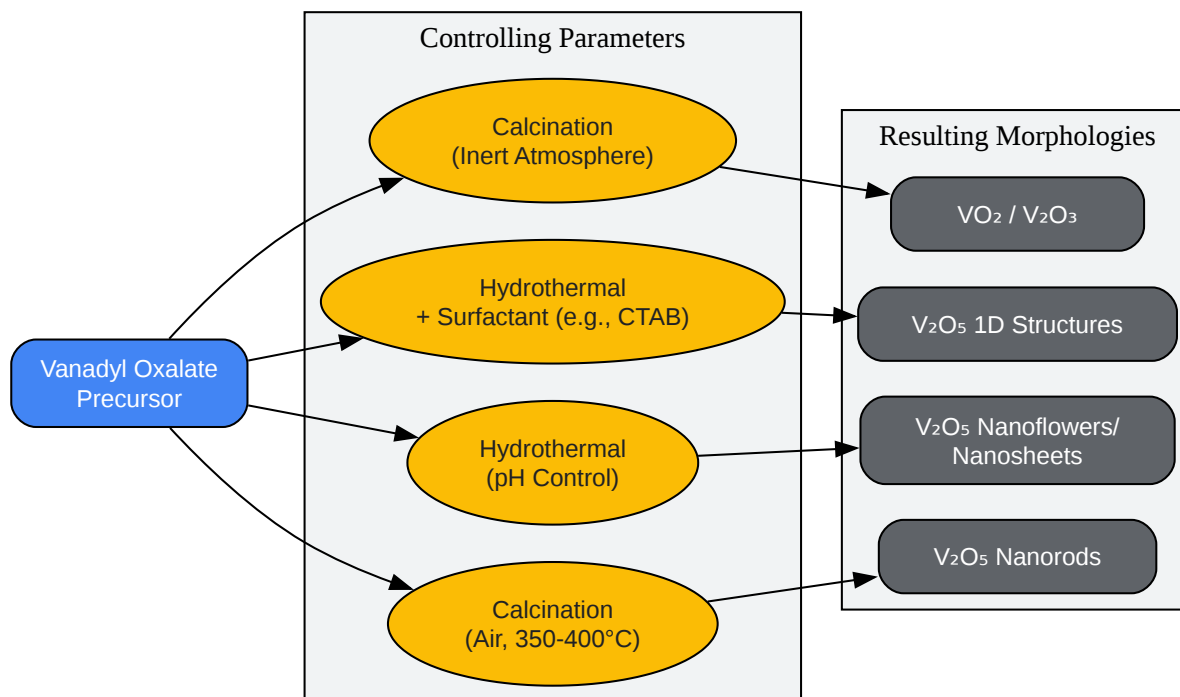 Controlling Parameters
Calcination
(Inert Atmosphere)
Hydrothermal
+ Surfactant (e.g., CTAB)
Hydrothermal
(pH Control)
Calcination
(Air, 350-400°C)
Vanadyl Oxalate
Precursor
Resulting Morphologies
VO₂ / V₂O₃
V₂O₅ 1D Structures
V₂O₅ Nanoflowers/
Nanosheets
V₂O₅ Nanorods